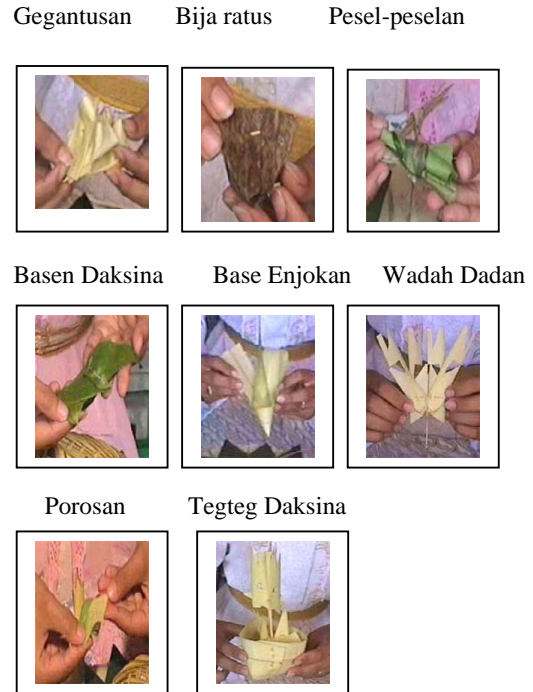 Gegantusan Bija ratus Pesel-peselan
Basen Daksina Base Enjokan Wadah Dadan
Porosan Tegteg Daksina